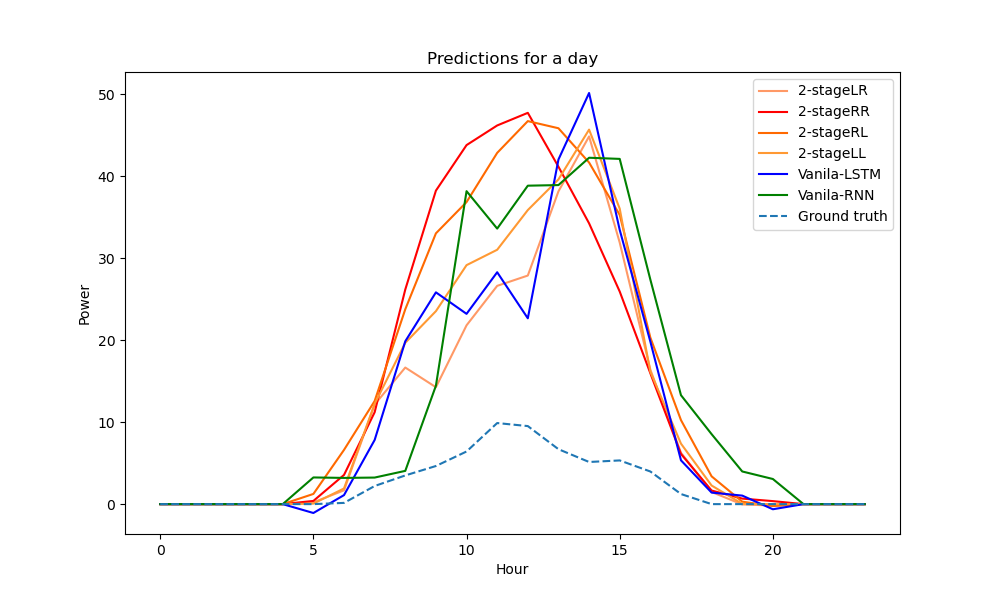 Predictions for a day
50
40
30
20
10
0
Power
0 5 10 15 20
Hour
2-stageLR
2-stageRR
2-stageRL
2-stageLL
Vanila-LSTM
Vanila-RNN
Ground truth